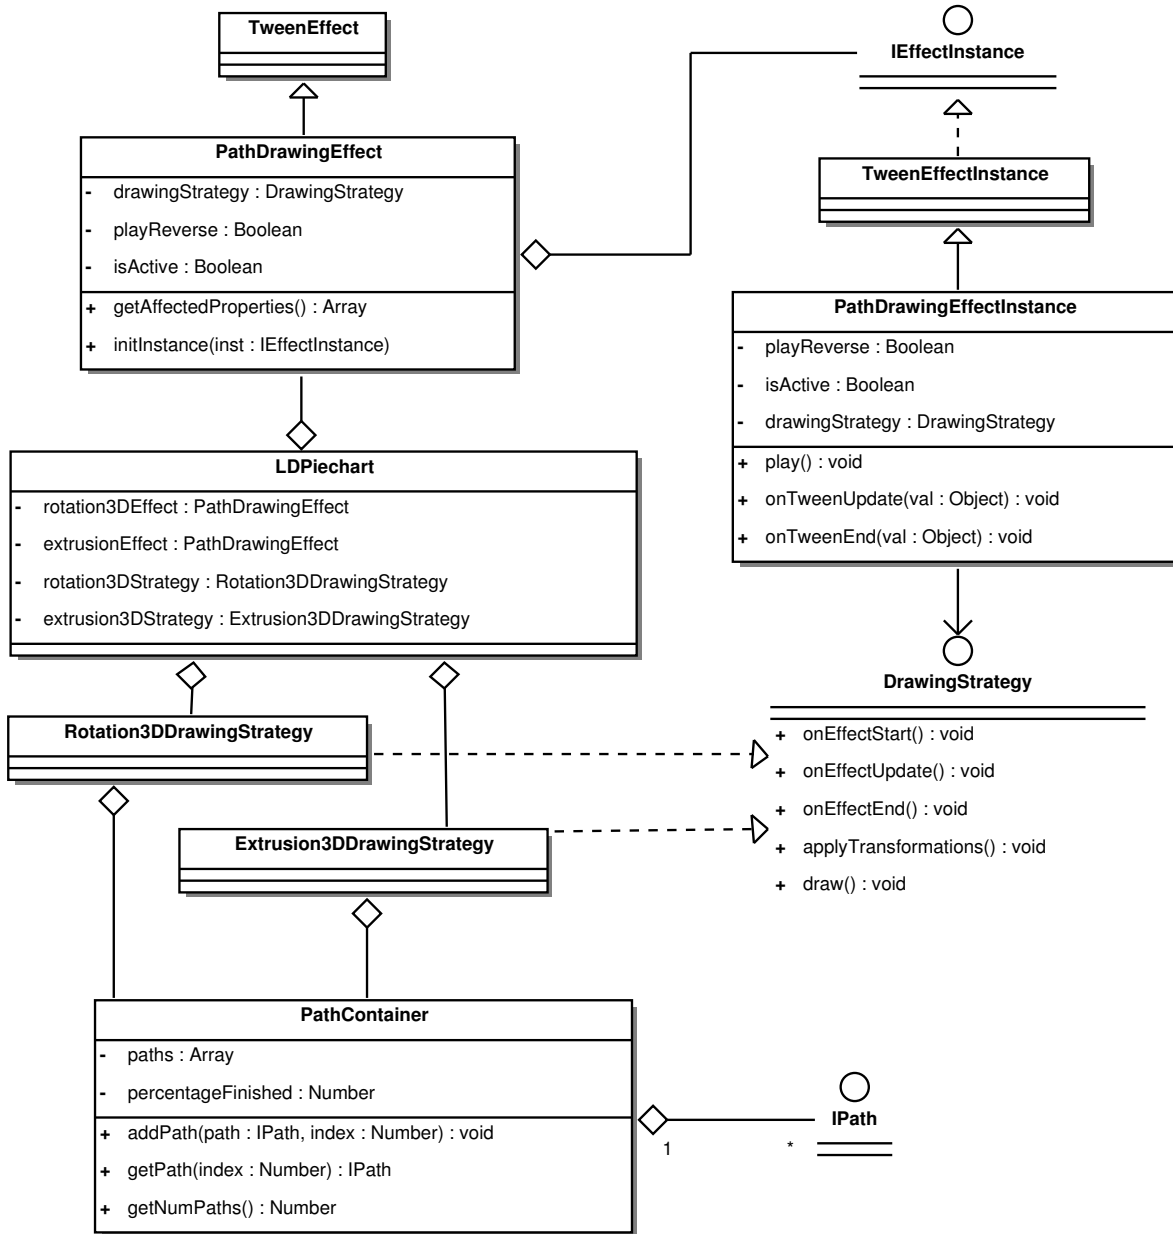 TweenEffect
IEffectInstance
PathDrawingEffect
- drawingStrategy : DrawingStrategy
- playReverse : Boolean
- isActive : Boolean
+ getAffectedProperties() : Array
+ initInstance(inst : IEffectInstance)
TweenEffectInstance
PathDrawingEffectInstance
- playReverse : Boolean
- isActive : Boolean
- drawingStrategy : DrawingStrategy
+ play() : void
+ onTweenUpdate(val : Object) : void
+ onTweenEnd(val : Object) : void
LDPiechart
- rotation3DEffect : PathDrawingEffect
- extrusionEffect : PathDrawingEffect
- rotation3DStrategy : Rotation3DDrawingStrategy
- extrusion3DStrategy : Extrusion3DDrawingStrategy
DrawingStrategy
+ onEffectStart() : void
+ onEffectUpdate() : void
+ onEffectEnd() : void
+ applyTransformations() : void
+ draw() : void
Rotation3DDrawingStrategy
Extrusion3DDrawingStrategy
PathContainer
- paths : Array
- percentageFinished : Number
+ addPath(path : IPath, index : Number) : void
+ getPath(index : Number) : IPath
+ getNumPaths() : Number
1
*
IPath